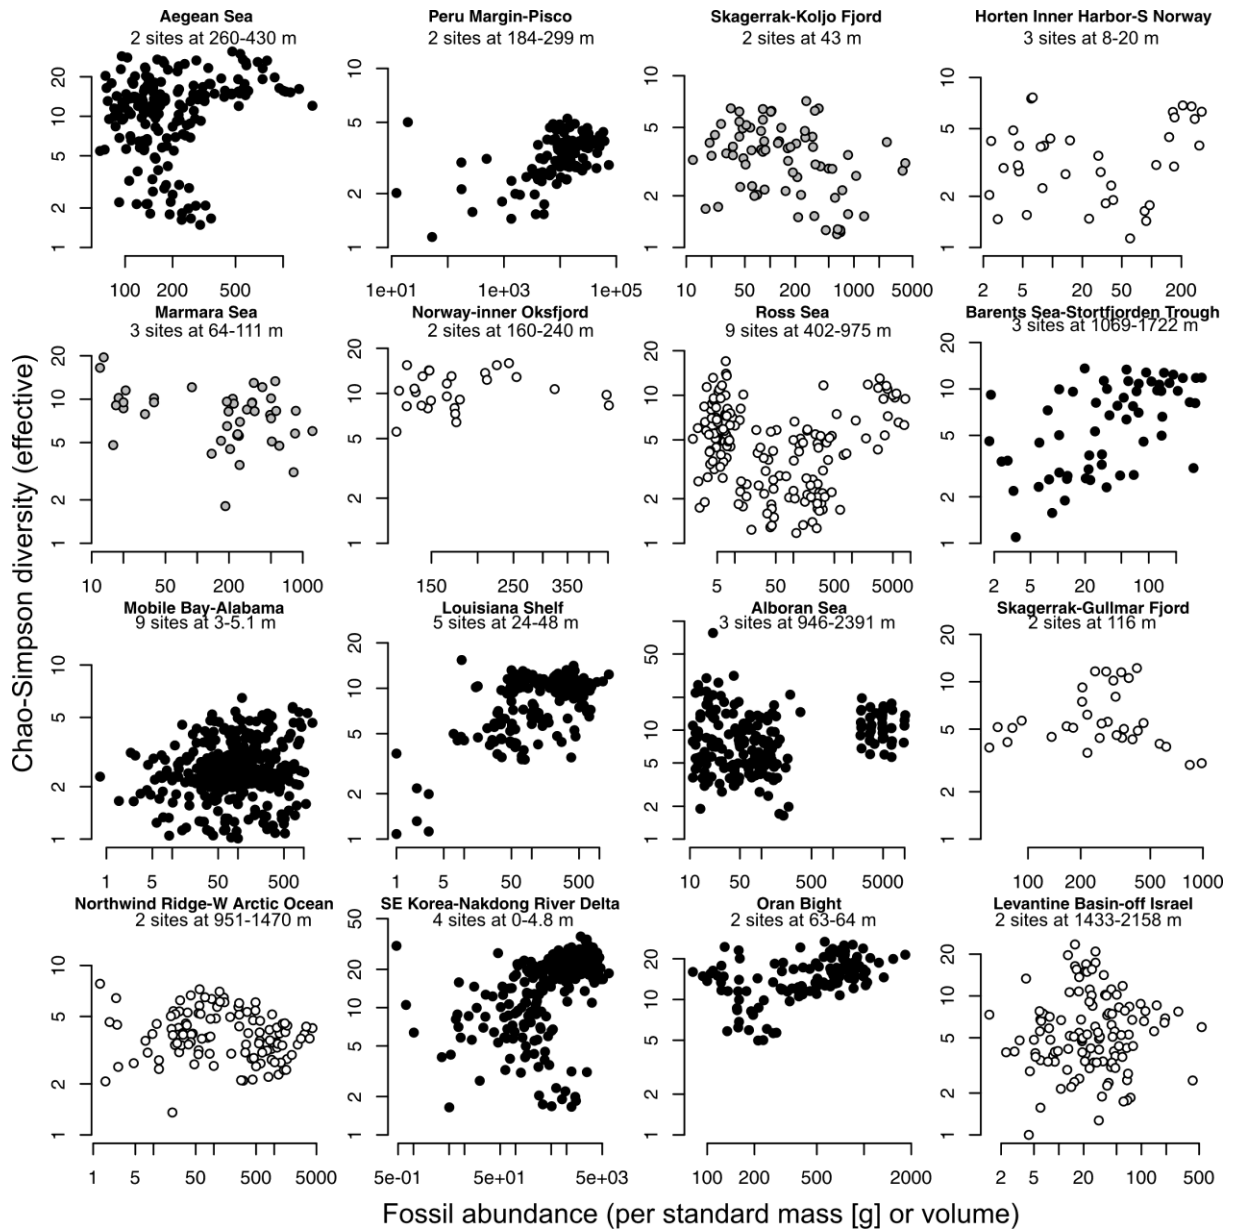 Aegean Sea
2 sites at 260-430 m
Peru Margin-Pisco
2 sites at 184-299 m
Skagerrak-Koljo Fjord
2 sites at 43 m
Horten Inner Harbor-S Norway
3 sites at 8-20 m
1 2 5 10 20
100 200 500
1 2 5 10
1e+01 1e+03 1e+05
1 2 5 10
10 50 200 1000 5000
1 2 5 10
2 5 20 50 200
Marmara Sea
3 sites at 64-111 m
Norway-inner Oksfjord
2 sites at 160-240 m
Ross Sea
9 sites at 402-975 m
Barents Sea-Stortfjorden Trough
3 sites at 1069-1722 m
1 2 5 10 20
10 50 200 1000
1 2 5 10 20
150 250 350
1 2 5 10 20
5 50 500 5000
1 2 5 10 20
2 5 20 100
Chao-Simpson diversity (effective)
Mobile Bay-Alabama
9 sites at 3-5.1 m
Louisiana Shelf
5 sites at 24-48 m
Alboran Sea
3 sites at 946-2391 m
Skagerrak-Gullmar Fjord
2 sites at 116 m
1 2 5 10
1 5 50 500
1 2 5 10 20
1 5 50 500
1 2 5 10 50
10 50 500
1 2 5 10 20
100 200 500 1000
Northwind Ridge-W Arctic Ocean
2 sites at 951-1470 m
SE Korea-Nakdong River Delta
4 sites at 0-4.8 m
Oran Bight
2 sites at 63-64 m
Levantine Basin-off Israel
2 sites at 1433-2158 m
1 2 5 10
1 5 50 500 5000
1 2 5 10 20 50
5e-01 5e+01 5e+03
1 2 5 10 20
100 200 500 2000
1 2 5 10 20
2 5 20 100 500
Fossil abundance (per standard mass [g] or volume)